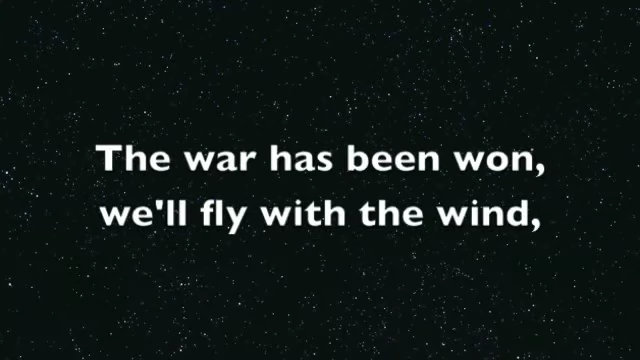 The war has been won,
we'll fly with the wind,